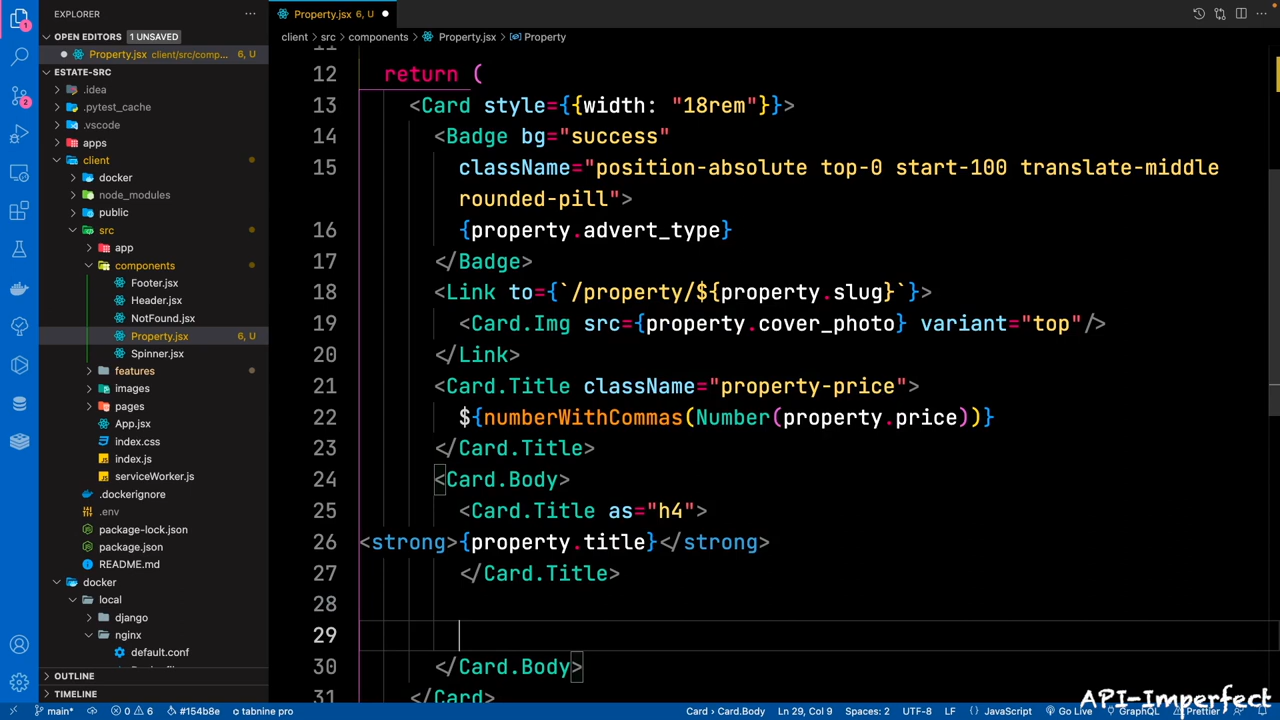 EXPLORER
OPEN EDITORS 1 UNSAVED
Property.jsx client/src/comp... 6, U
ESTATE-SRC
.idea
.pytest_cache
.vscode
apps
client
docker
node_modules
public
src
app
components
Footer.jsx
Header.jsx
NotFound.jsx
Property.jsx 6, U
Spinner.jsx
features
images
pages
App.jsx
index.css
index.js
serviceWorker.js
.dockerignore
.env
package-lock.json
package.json
README.md
docker
local
django
nginx
default.conf
OUTLINE
TIMELINE
Property.jsx 6, U
client > src > components > Property.jsx > Property
12 return (
13 <Card style={{width: "18rem"}}>
14 <Badge bg="success"
15 className="position-absolute top-0 start-100 translate-middle
rounded-pill">
16 {property.advert_type}
17 </Badge>
18 <Link to={`/property/${property.slug}`}>
19 <Card.Img src={property.cover_photo} variant="top"/>
20 </Link>
21 <Card.Title className="property-price">
22 ${numberWithCommas(Number(property.price))}
23 </Card.Title>
24 <Card.Body>
25 <Card.Title as="h4">
26 <strong>{property.title}</strong>
27 </Card.Title>
28
29
30 </Card.Body>
31 </Card>
API-Imperfect
main* 0 6 #154b8e tabnine pro Card > Card.Body Ln 29, Col 9 Spaces: 2 UTF-8 LF JavaScript Go Live GraphQL Prettier